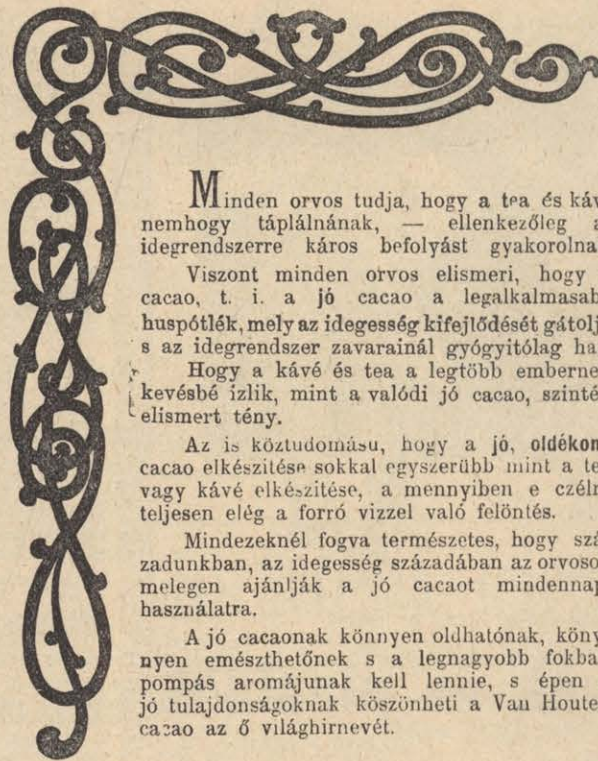 Minden orvos tudja, hogy a tea és káv
nemhogy táplálnának, — ellenkezőleg a
idegrendszerre káros befolyást gyakorolna
Viszont minden orvos elismeri, hogy
cacao, t. i. a jó cacao a legalkalmasab
huspótlék, mely az idegesség kifejlődését gátolj
s az idegrendszer zavarainál gyógyitólag ha
Hogy a kávé és tea a legtöbb emberne
kevésbé izlik, mint a valódi jó cacao, szinté
elismert tény.
Az is köztudomásu, hogy a jó, oldékon
cacao elkészitése sokkal egyszerübb mint a te
vagy kávé elkészitése, a mennyiben e czélr
teljesen elég a forró vizzel való felöntés.
Mindezeknél fogva természetes, hogy szá
zadunkban, az idegesség századában az orvoso
melegen ajánlják a jó cacaot mindennap
használatra.
A jó cacaonak könnyen oldhatónak, köny
nyen emészthetőnek s a legnagyobb fokba
pompás aromájunak kell lennie, s épen
jó tulajdonságoknak köszönheti a Van Houte
cacao az ő világhirnevét.